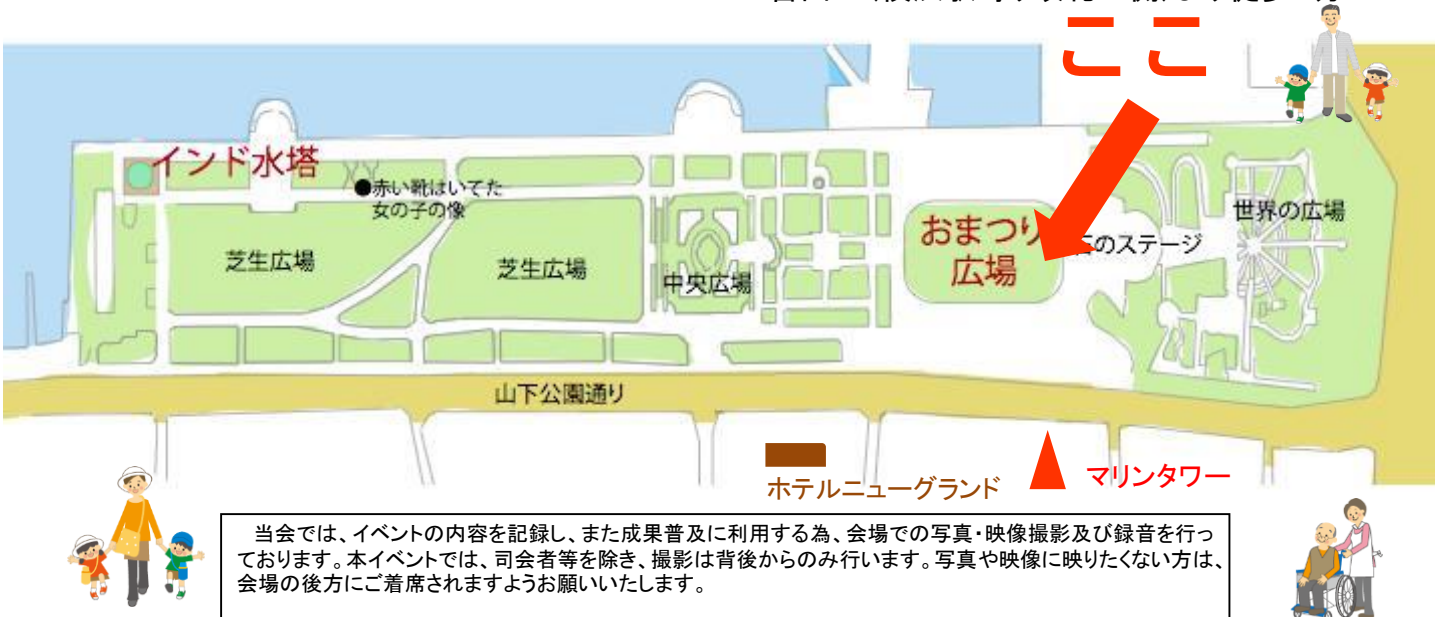 ここ
インド水塔
●赤い靴はいてた
女の子の像
世界の広場
おまつり
広場
のステージ
芝生広場
芝生広場
中央広場
山下公園通り
ホテルニューグランド
マリンタワー
当会では、イベントの内容を記録し、また成果普及に利用する為、会場での写真・映像撮影及び録音を行っ
ております。本イベントでは、司会者等を除き、撮影は背後からのみ行います。写真や映像に映りたくない方は、
会場の後方にご着席されますようお願いいたします。